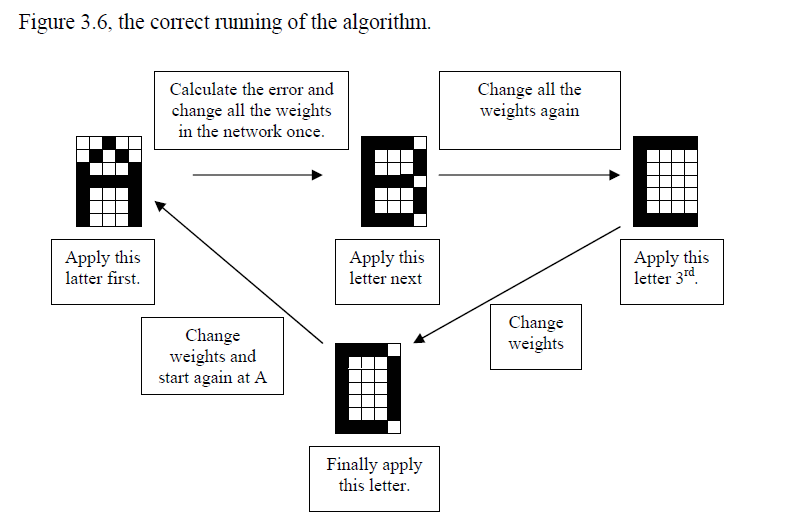 Figure 3.6, the correct running of the algorithm.
Calculate the error and
change all the weights
in the network once.
Change all the
weights again
Apply this
latter first.
Apply this
letter next
Apply this
letter 3rd.
Change
weights and
start again at A
Change
weights
Finally apply
this letter.